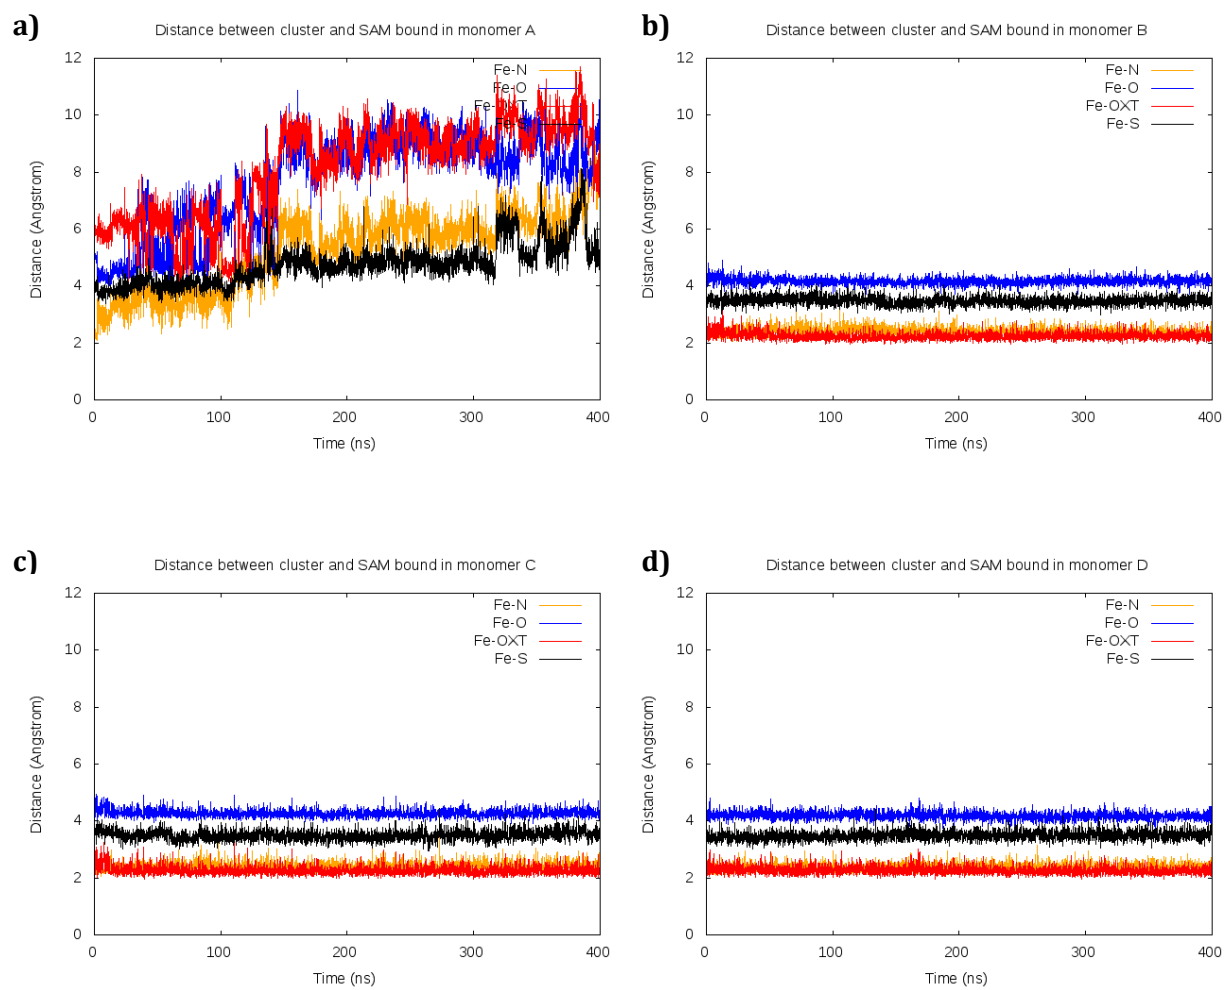 a)
Distance between cluster and SAM bound in monomer A
12
10
8
6
4
2
0
Distance (Angstrom)
Fe-N
Fe-O
Fe-OXT
Fe-S
0 100 200 300 400
Time (ns)
b)
Distance between cluster and SAM bound in monomer B
12
10
8
6
4
2
0
Distance (Angstrom)
Fe-N
Fe-O
Fe-OXT
Fe-S
0 100 200 300 400
Time (ns)
c)
Distance between cluster and SAM bound in monomer C
12
10
8
6
4
2
0
Distance (Angstrom)
Fe-N
Fe-O
Fe-OXT
Fe-S
0 100 200 300 400
Time (ns)
d)
Distance between cluster and SAM bound in monomer D
12
10
8
6
4
2
0
Distance (Angstrom)
Fe-N
Fe-O
Fe-OXT
Fe-S
0 100 200 300 400
Time (ns)